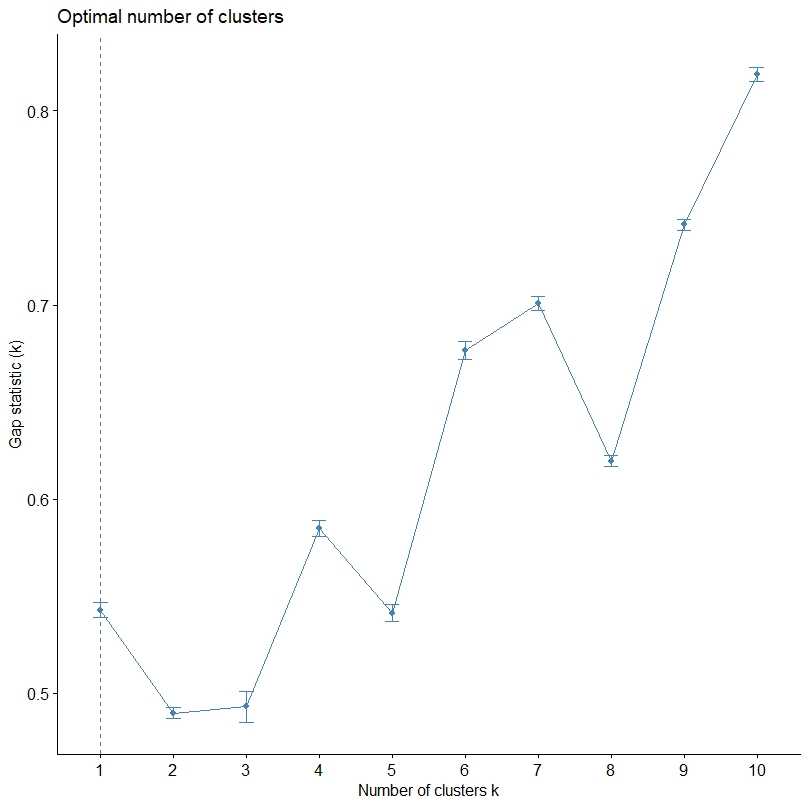 Optimal number of clusters
Gap statistic (k)
0.8
0.7
0.6
0.5
1 2 3 4 5 6 7 8 9 10
Number of clusters k